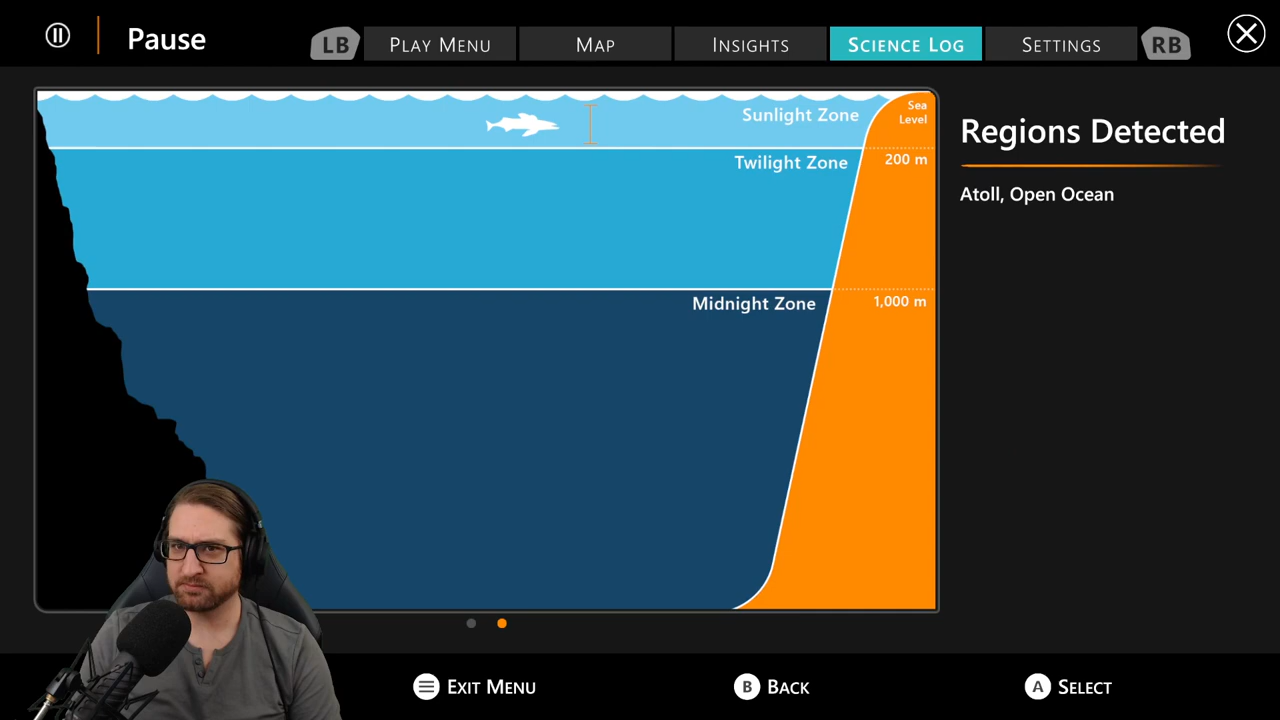 Pause
LB
PLAY MENU
MAP
INSIGHTS
SCIENCE LOG
SETTINGS
RB
Sunlight Zone
Sea
Level
Twilight Zone
200 m
Midnight Zone
1,000 m
Regions Detected
Atoll, Open Ocean
EXIT MENU
B BACK
A SELECT